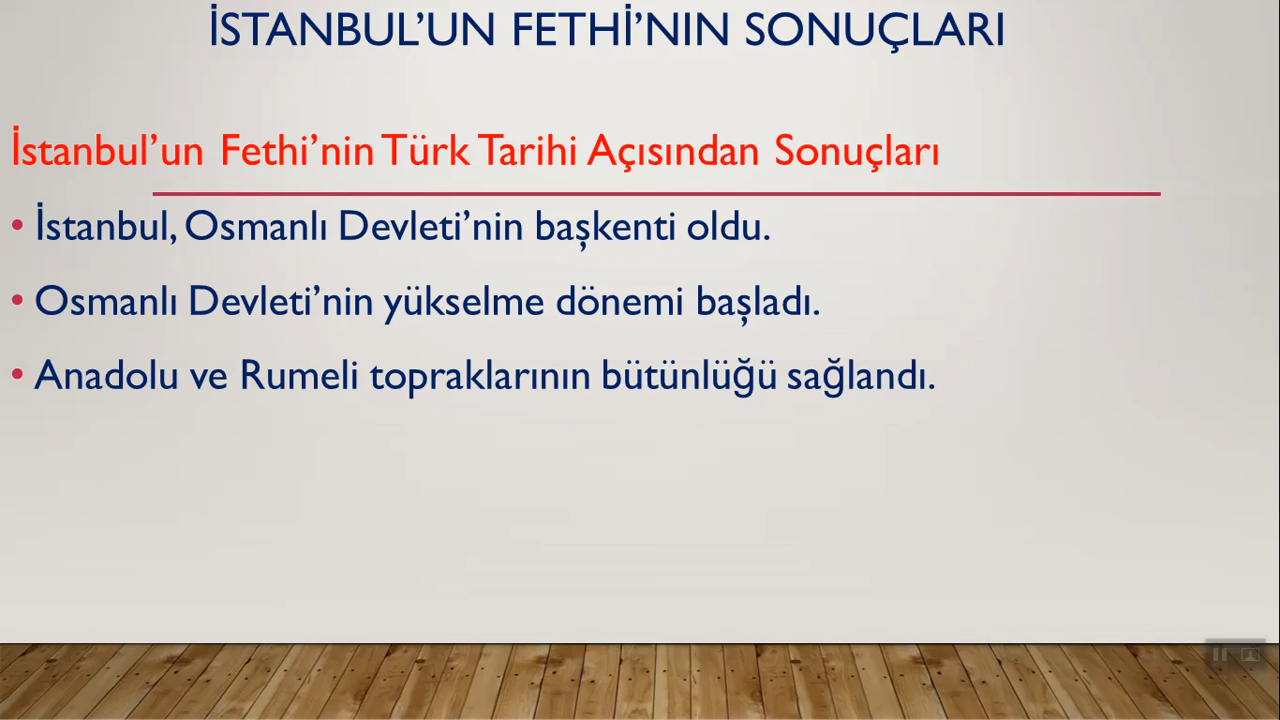 İSTANBUL’UN FETHİ’NIN SONUÇLARI
İstanbul’un Fethi’nin Türk Tarihi Açısından Sonuçları
• İstanbul, Osmanlı Devleti’nin başkenti oldu.
• Osmanlı Devleti’nin yükselme dönemi başladı.
• Anadolu ve Rumeli topraklarının bütünlüğü sağlandı.